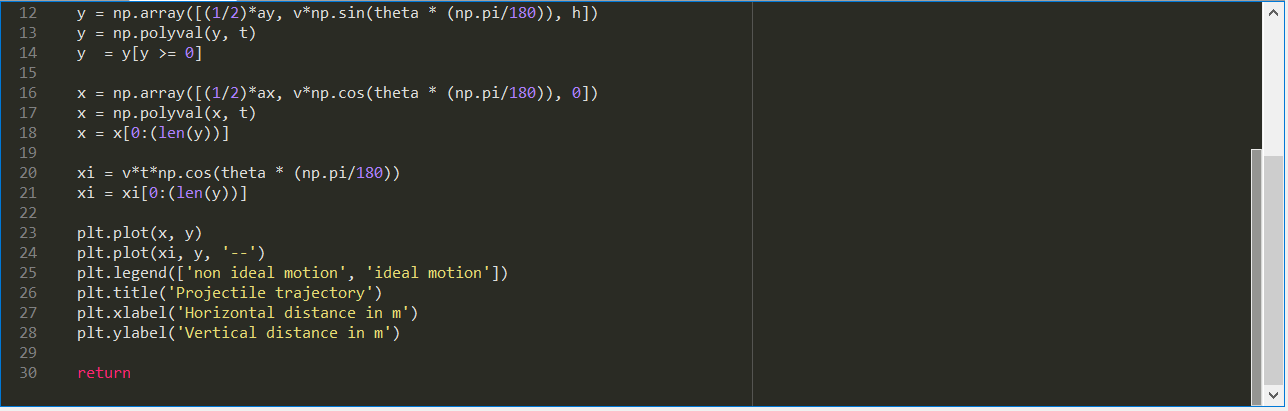 12 y = np.array([(1/2)*ay, v*np.sin(theta * (np.pi/180)), h])
13 y = np.polyval(y, t)
14 y  = y[y >= 0]
15
16 x = np.array([(1/2)*ax, v*np.cos(theta * (np.pi/180)), 0])
17 x = np.polyval(x, t)
18 x = x[0:(len(y))]
19
20 xi = v*t*np.cos(theta * (np.pi/180))
21 xi = xi[0:(len(y))]
22
23 plt.plot(x, y)
24 plt.plot(xi, y, '--')
25 plt.legend(['non ideal motion', 'ideal motion'])
26 plt.title('Projectile trajectory')
27 plt.xlabel('Horizontal distance in m')
28 plt.ylabel('Vertical distance in m')
29
30 return